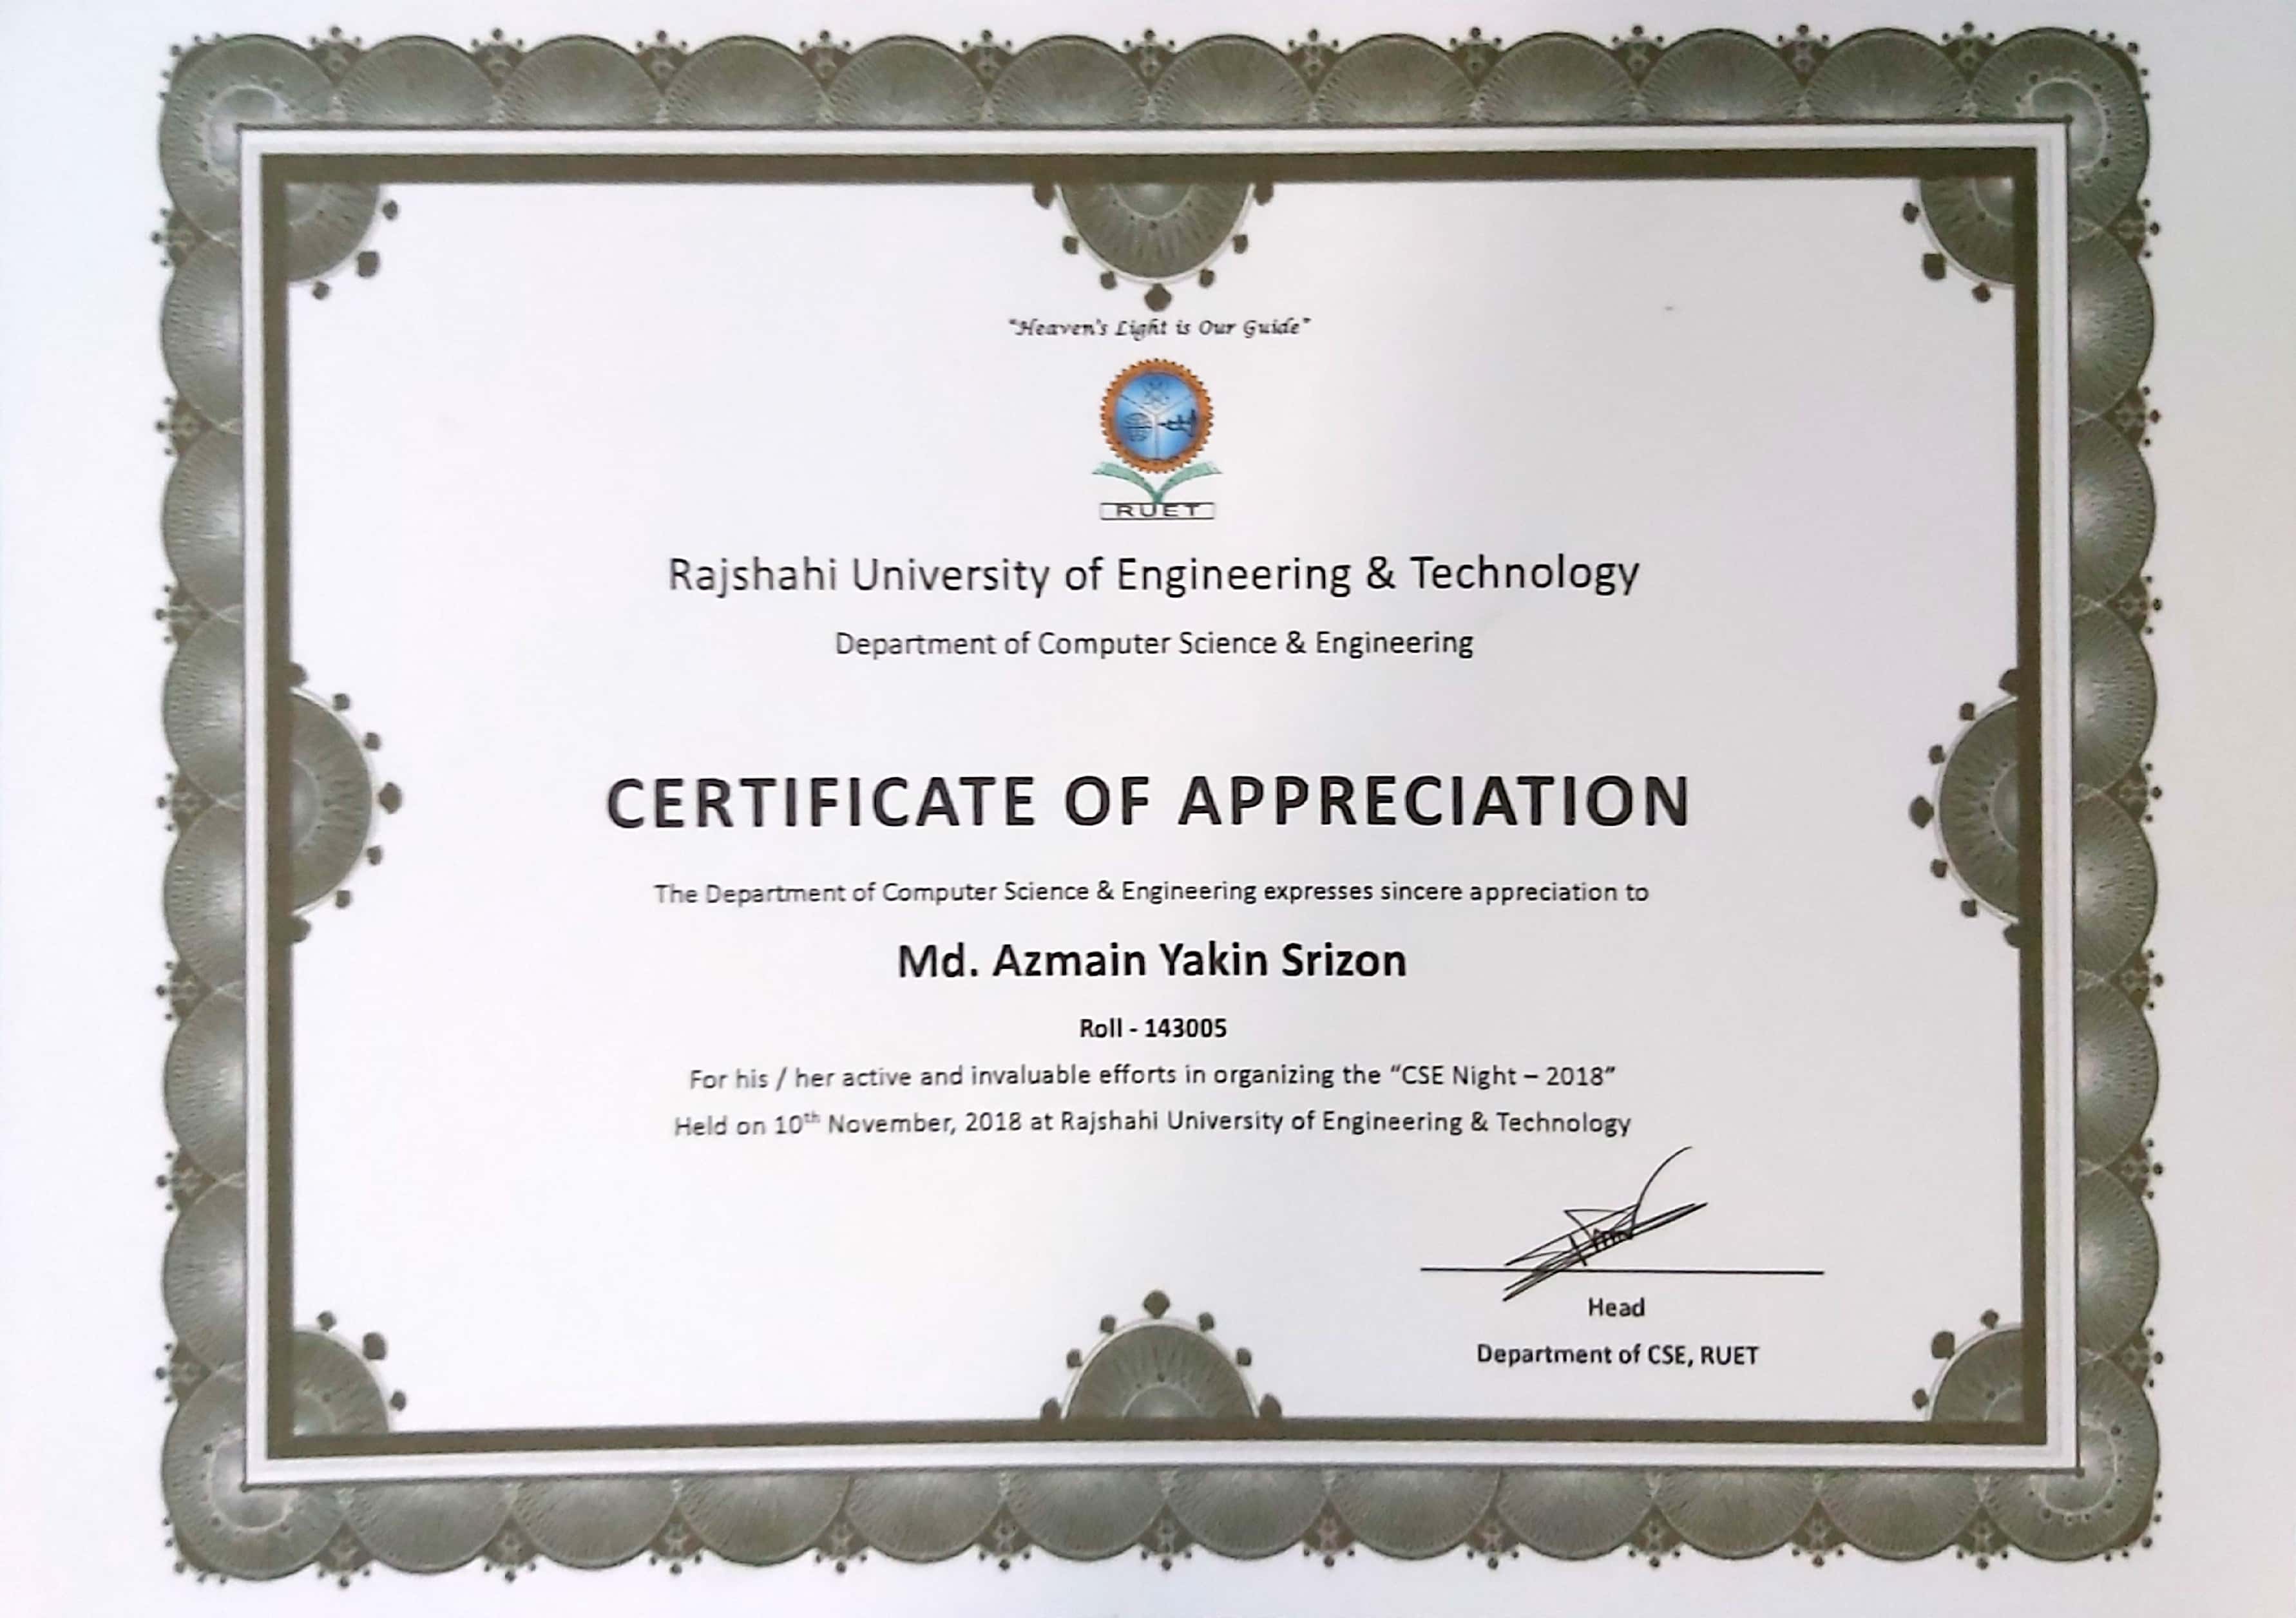 "Heaven's Light is Our Guide"
RUET
Rajshahi University of Engineering & Technology
Department of Computer Science & Engineering
CERTIFICATE OF APPRECIATION
The Department of Computer Science & Engineering expresses sincere appreciation to
Md. Azmain Yakin Srizon
Roll - 143005
For his / her active and invaluable efforts in organizing the “CSE Night – 2018”
Held on 10th November, 2018 at Rajshahi University of Engineering & Technology
Head
Department of CSE, RUET